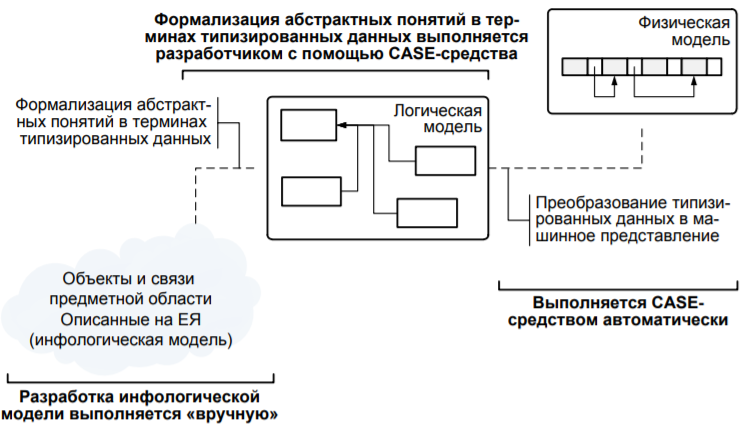 Формализация абстрактных понятий в тер-
минах типизированных данных выполняется
разработчиком с помощью CASE-средства
Физическая
модель
Формализация абстракт-
ных понятий в терминах
типизированных данных
Логическая
модель
Преобразование типизи-
рованных данных в ма-
шинное представление
Объекты и связи
предметной области
Описанные на ЕЯ
(инфологическая модель)
Выполняется CASE-
средством автоматически
Разработка инфологической
модели выполняется «вручную»